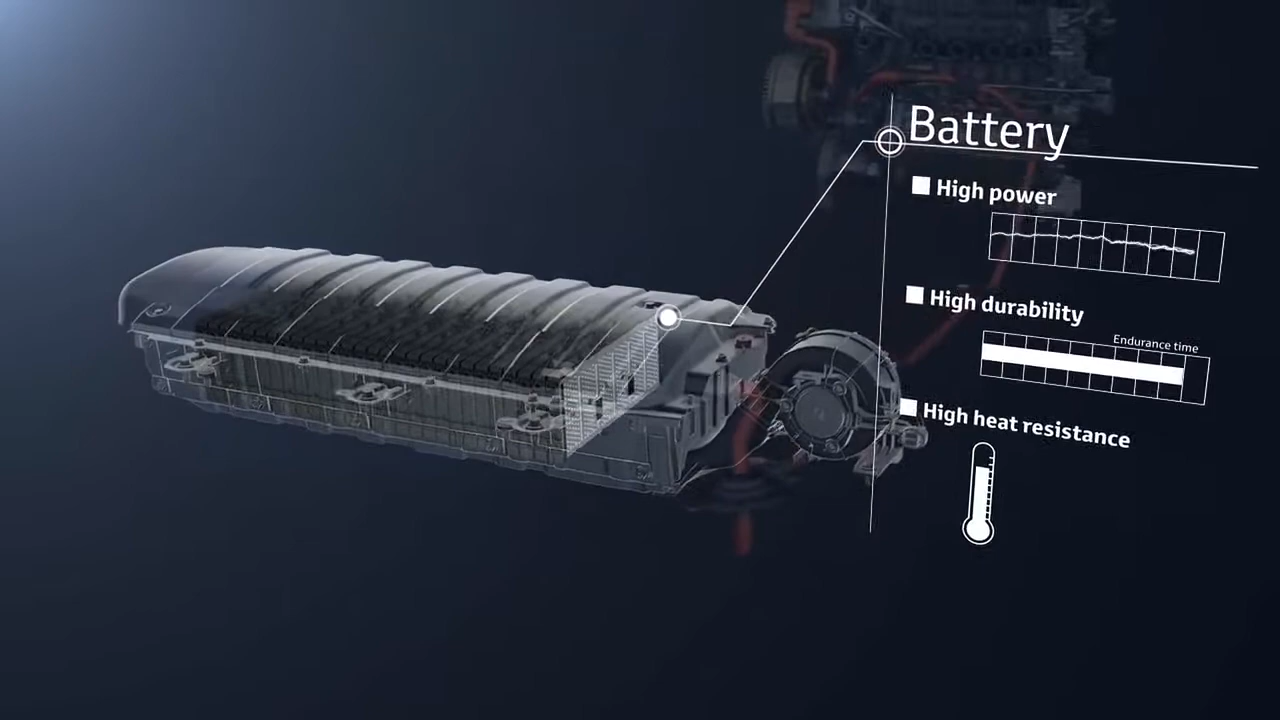 Battery
High power
High durability
Endurance time
High heat resistance